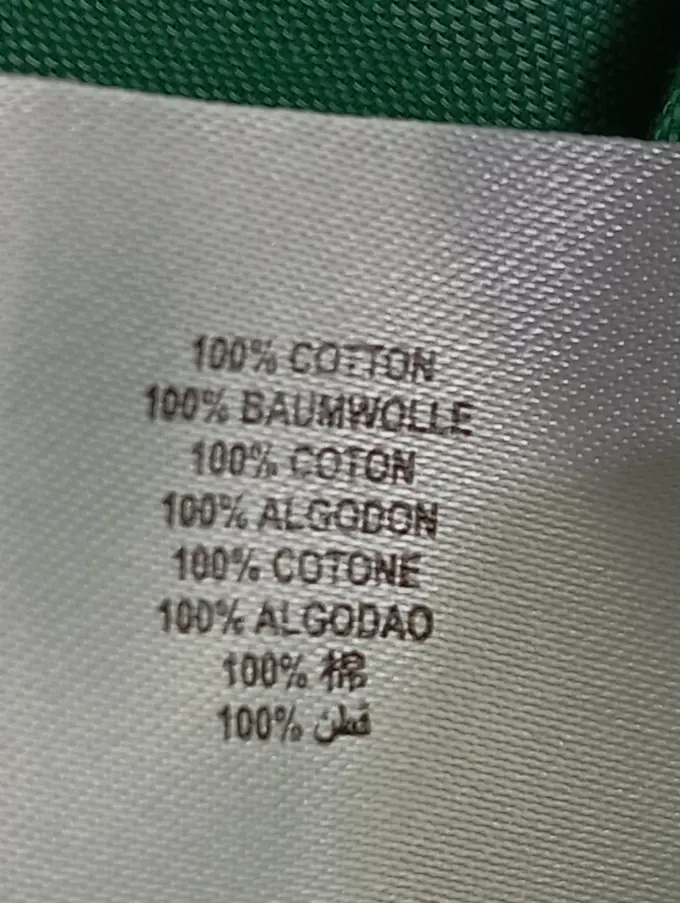 100% COTTON
100% BAUMWOLLE
100% COTON
100% ALGODON
100% COTONE
100% ALGODAO
100% 棉
100% قطن